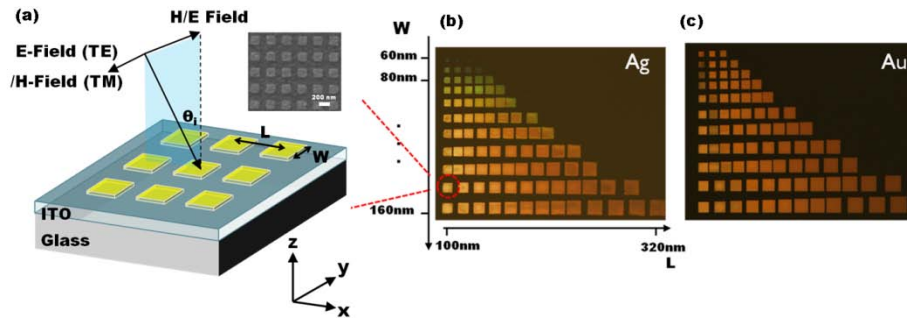 (a)
H/E Field
E-Field (TE)
/H-Field (TM)
θi
L
W
200 nm
ITO
Glass
z
y
x
W
(b)
60nm
80nm
160nm
Ag
100nm
320nm
L
(c)
Au